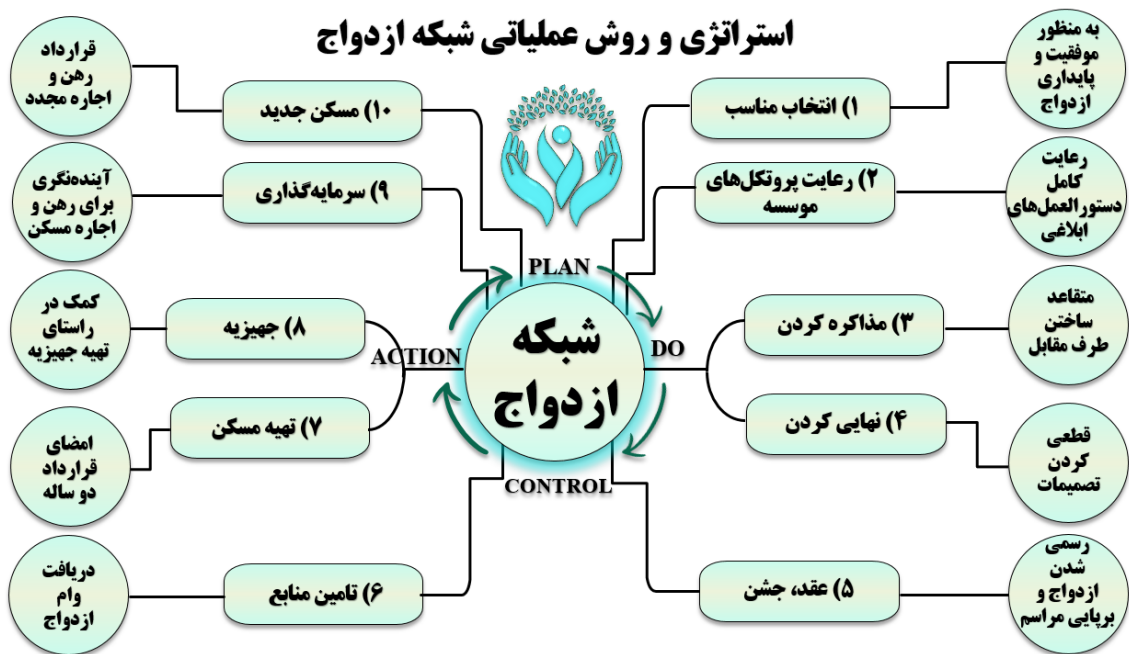 استراتژی و روش عملیاتی شبکه ازدواج
به منظور
موفقیت و
پایداری
ازدواج
۱) انتخاب مناسب
رعایت
کامل
دستورالعمل‌های
ابلاغی
۲) رعایت پروتکل‌های
موسسه
متقاعد
ساختن
طرف مقابل
۳) مذاکره کردن
قطعی
کردن
تصمیمات
۴) نهایی کردن
رسمی
شدن
ازدواج و
برپایی مراسم
۵) عقد، جشن
PLAN
DO
CONTROL
ACTION
شبکه
ازدواج
۶) تامین منابع
دریافت
وام
ازدواج
۷) تهیه مسکن
امضای
قرارداد
دو ساله
۸) جهیزیه
کمک در
راستای
تهیه جهیزیه
۹) سرمایه‌گذاری
آینده‌نگری
برای رهن و
اجاره مسکن
۱۰) مسکن جدید
قرارداد
رهن و
اجاره مجدد